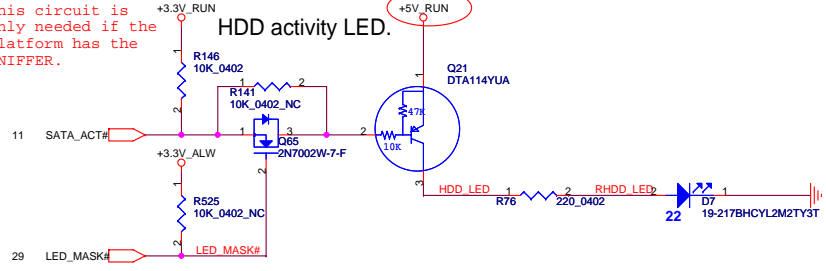 his circuit is
nly needed if the
latform has the
NIFFER.
+3.3V_RUN
HDD activity LED.
+5V_RUN
1
R146
10K_0402
2
1
2
R141
10K_0402_NC
1
Q21
DTA114YUA
47K
10K
11
SATA_ACT#
1
3
Q65
2N7002W-7-F
2
2
3
+3.3V_ALW
1
R525
10K_0402_NC
2
HDD_LED
1
2
R76
220_0402
RHDD_LED
2
1
22
D7
19-217BHCYL2M2TY3T
29
LED_MASK#
LED_MASK#